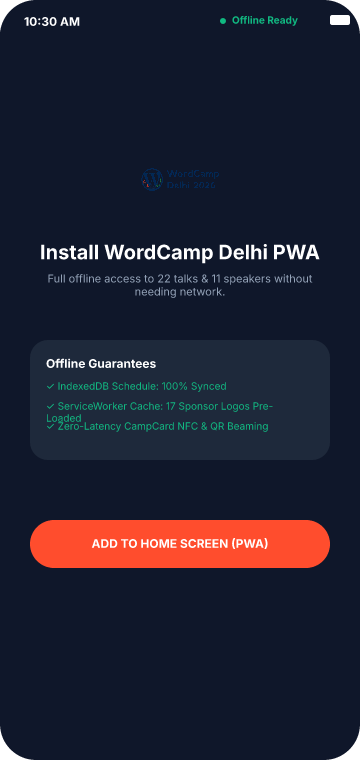 10:30 AM
Offline Ready
WordCamp
Delhi 2026
Install WordCamp Delhi PWA
Full offline access to 22 talks & 11 speakers without
needing network.
Offline Guarantees
✓ IndexedDB Schedule: 100% Synced
✓ ServiceWorker Cache: 17 Sponsor Logos Pre-
Loaded
✓ Zero-Latency CampCard NFC & QR Beaming
ADD TO HOME SCREEN (PWA)